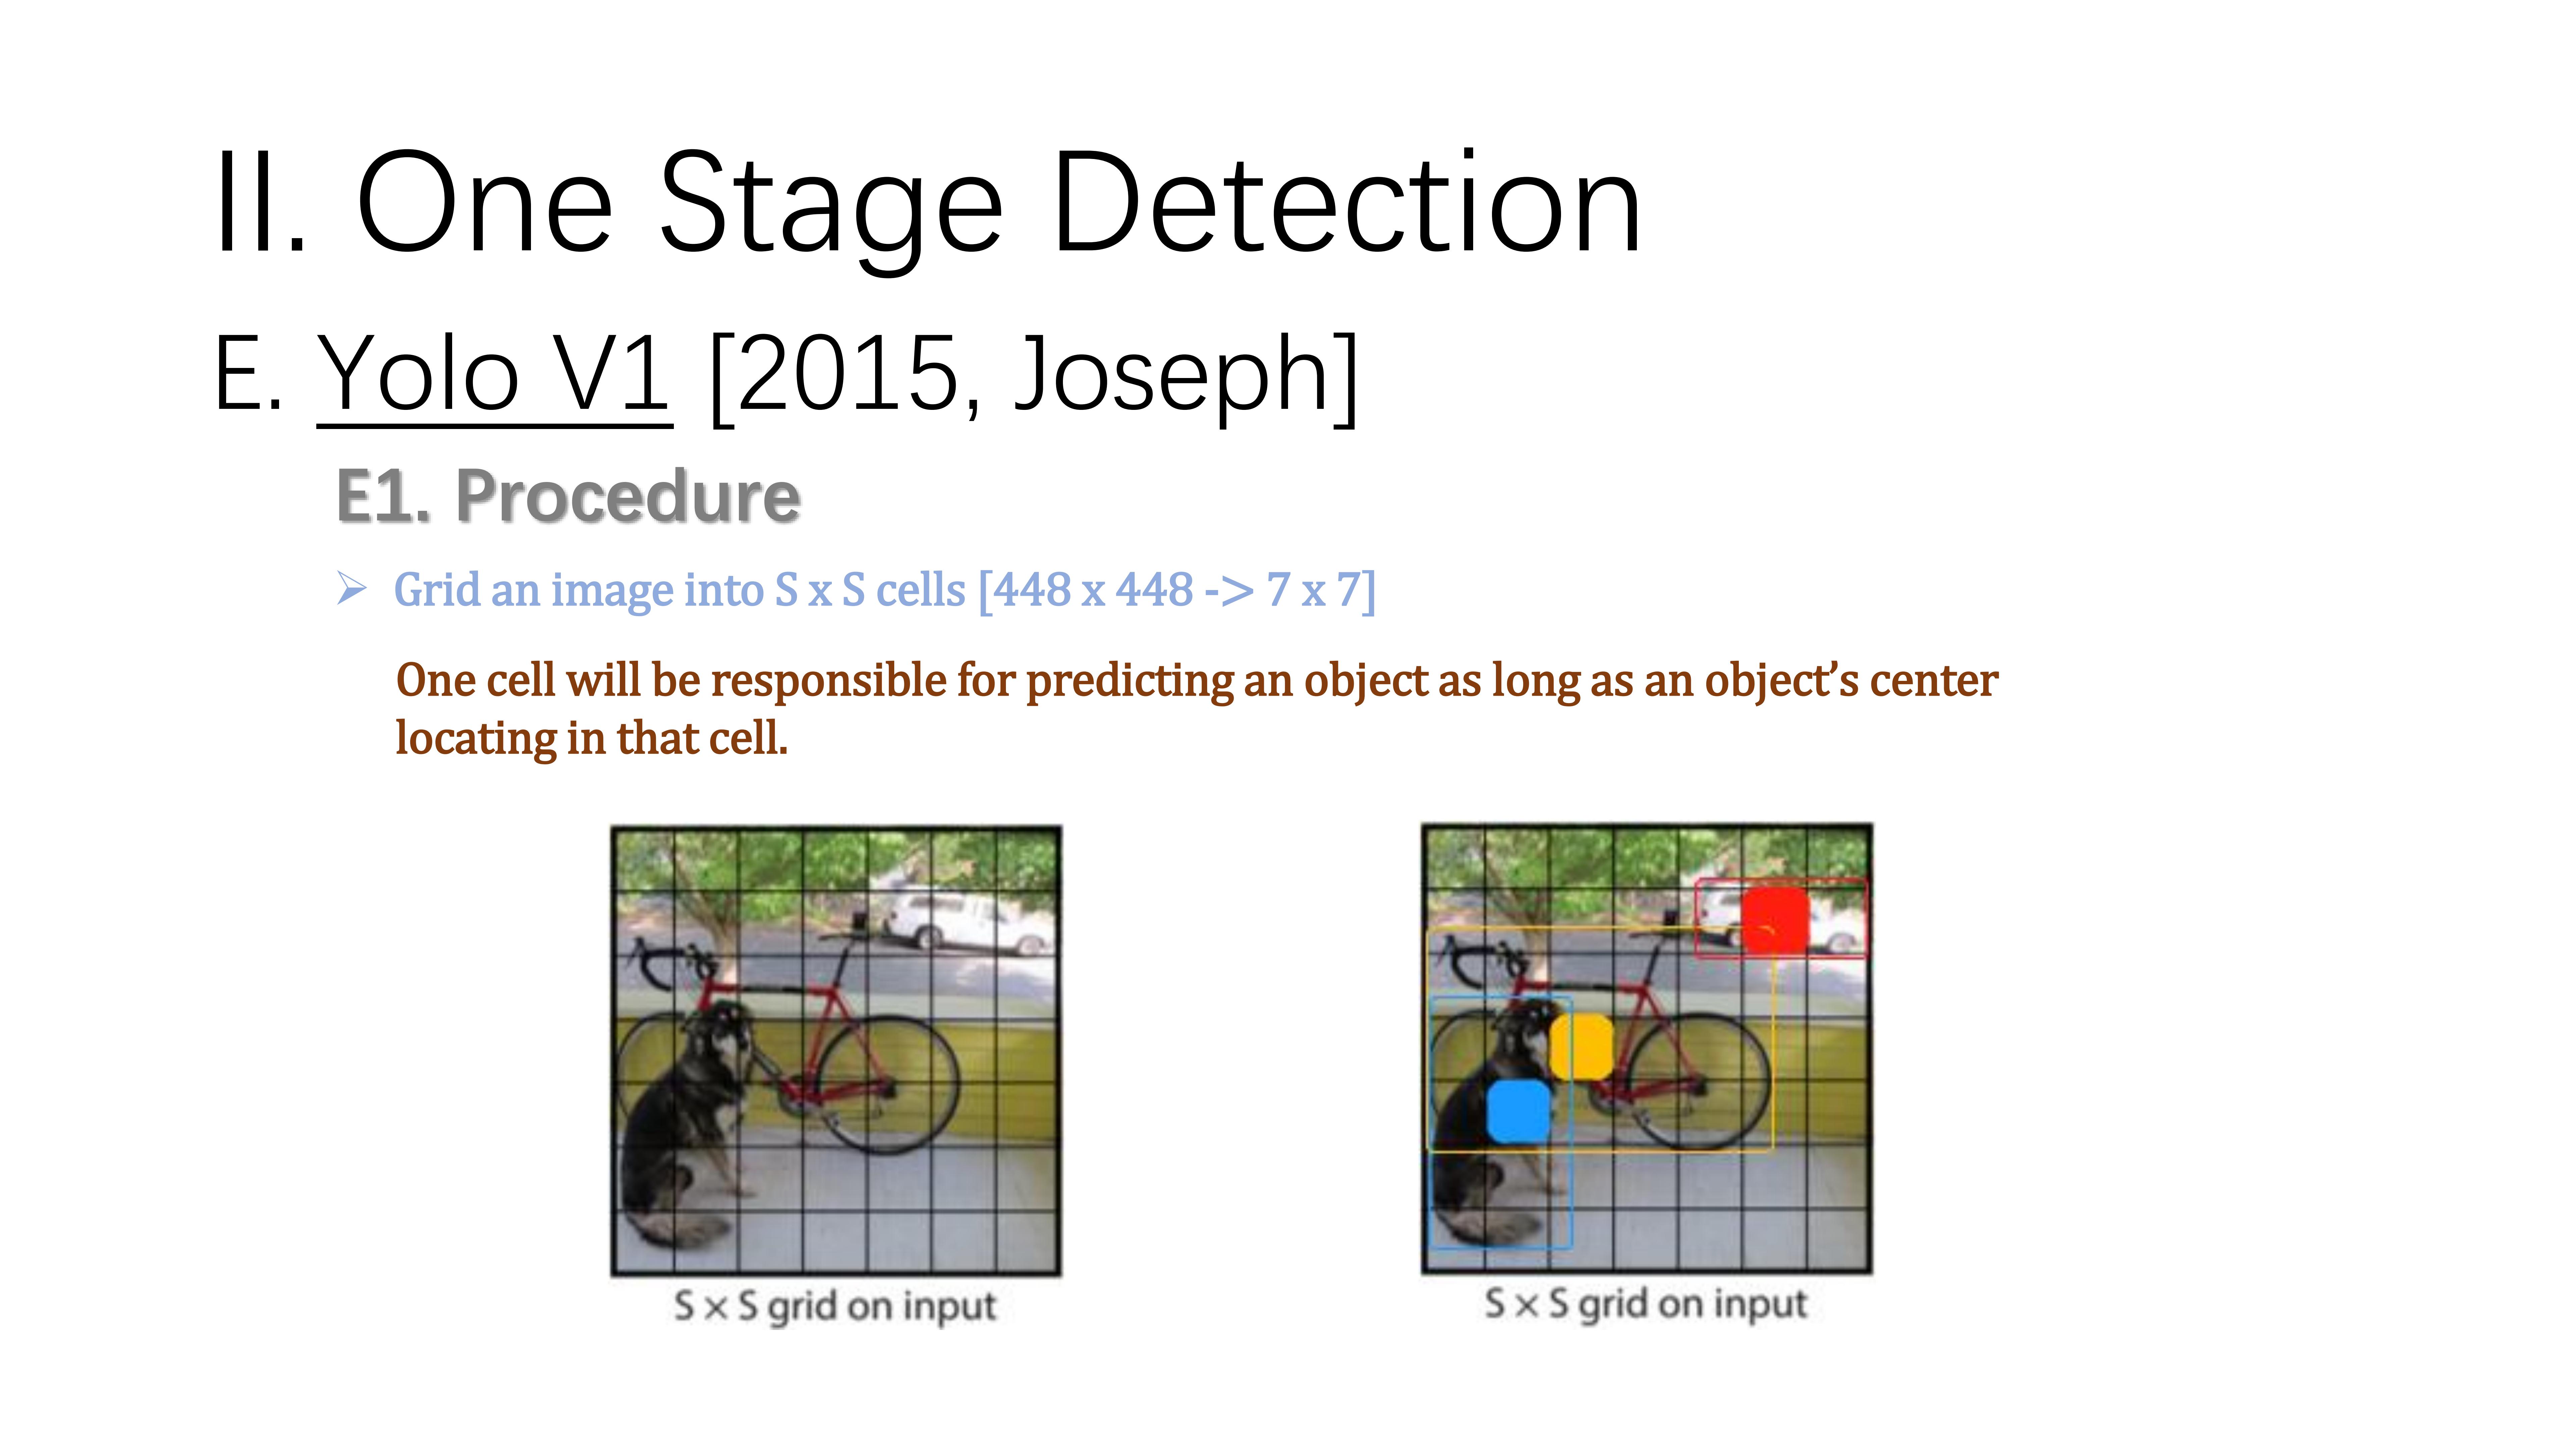 II. One Stage Detection
E. Yolo V1 [2015, Joseph]
E1. Procedure
➢ Grid an image into S x S cells [448 x 448 -> 7 x 7]
One cell will be responsible for predicting an object as long as an object’s center
locating in that cell.
S × S grid on input
S × S grid on input